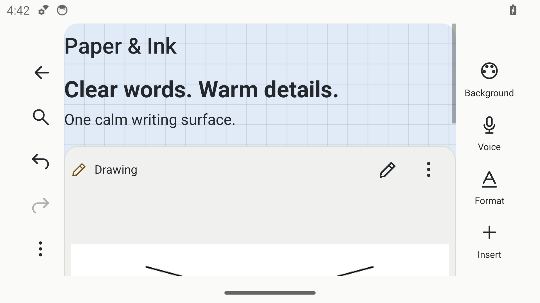 4:42
Paper & Ink
Clear words. Warm details.
One calm writing surface.
Drawing
Background
Voice
Format
Insert